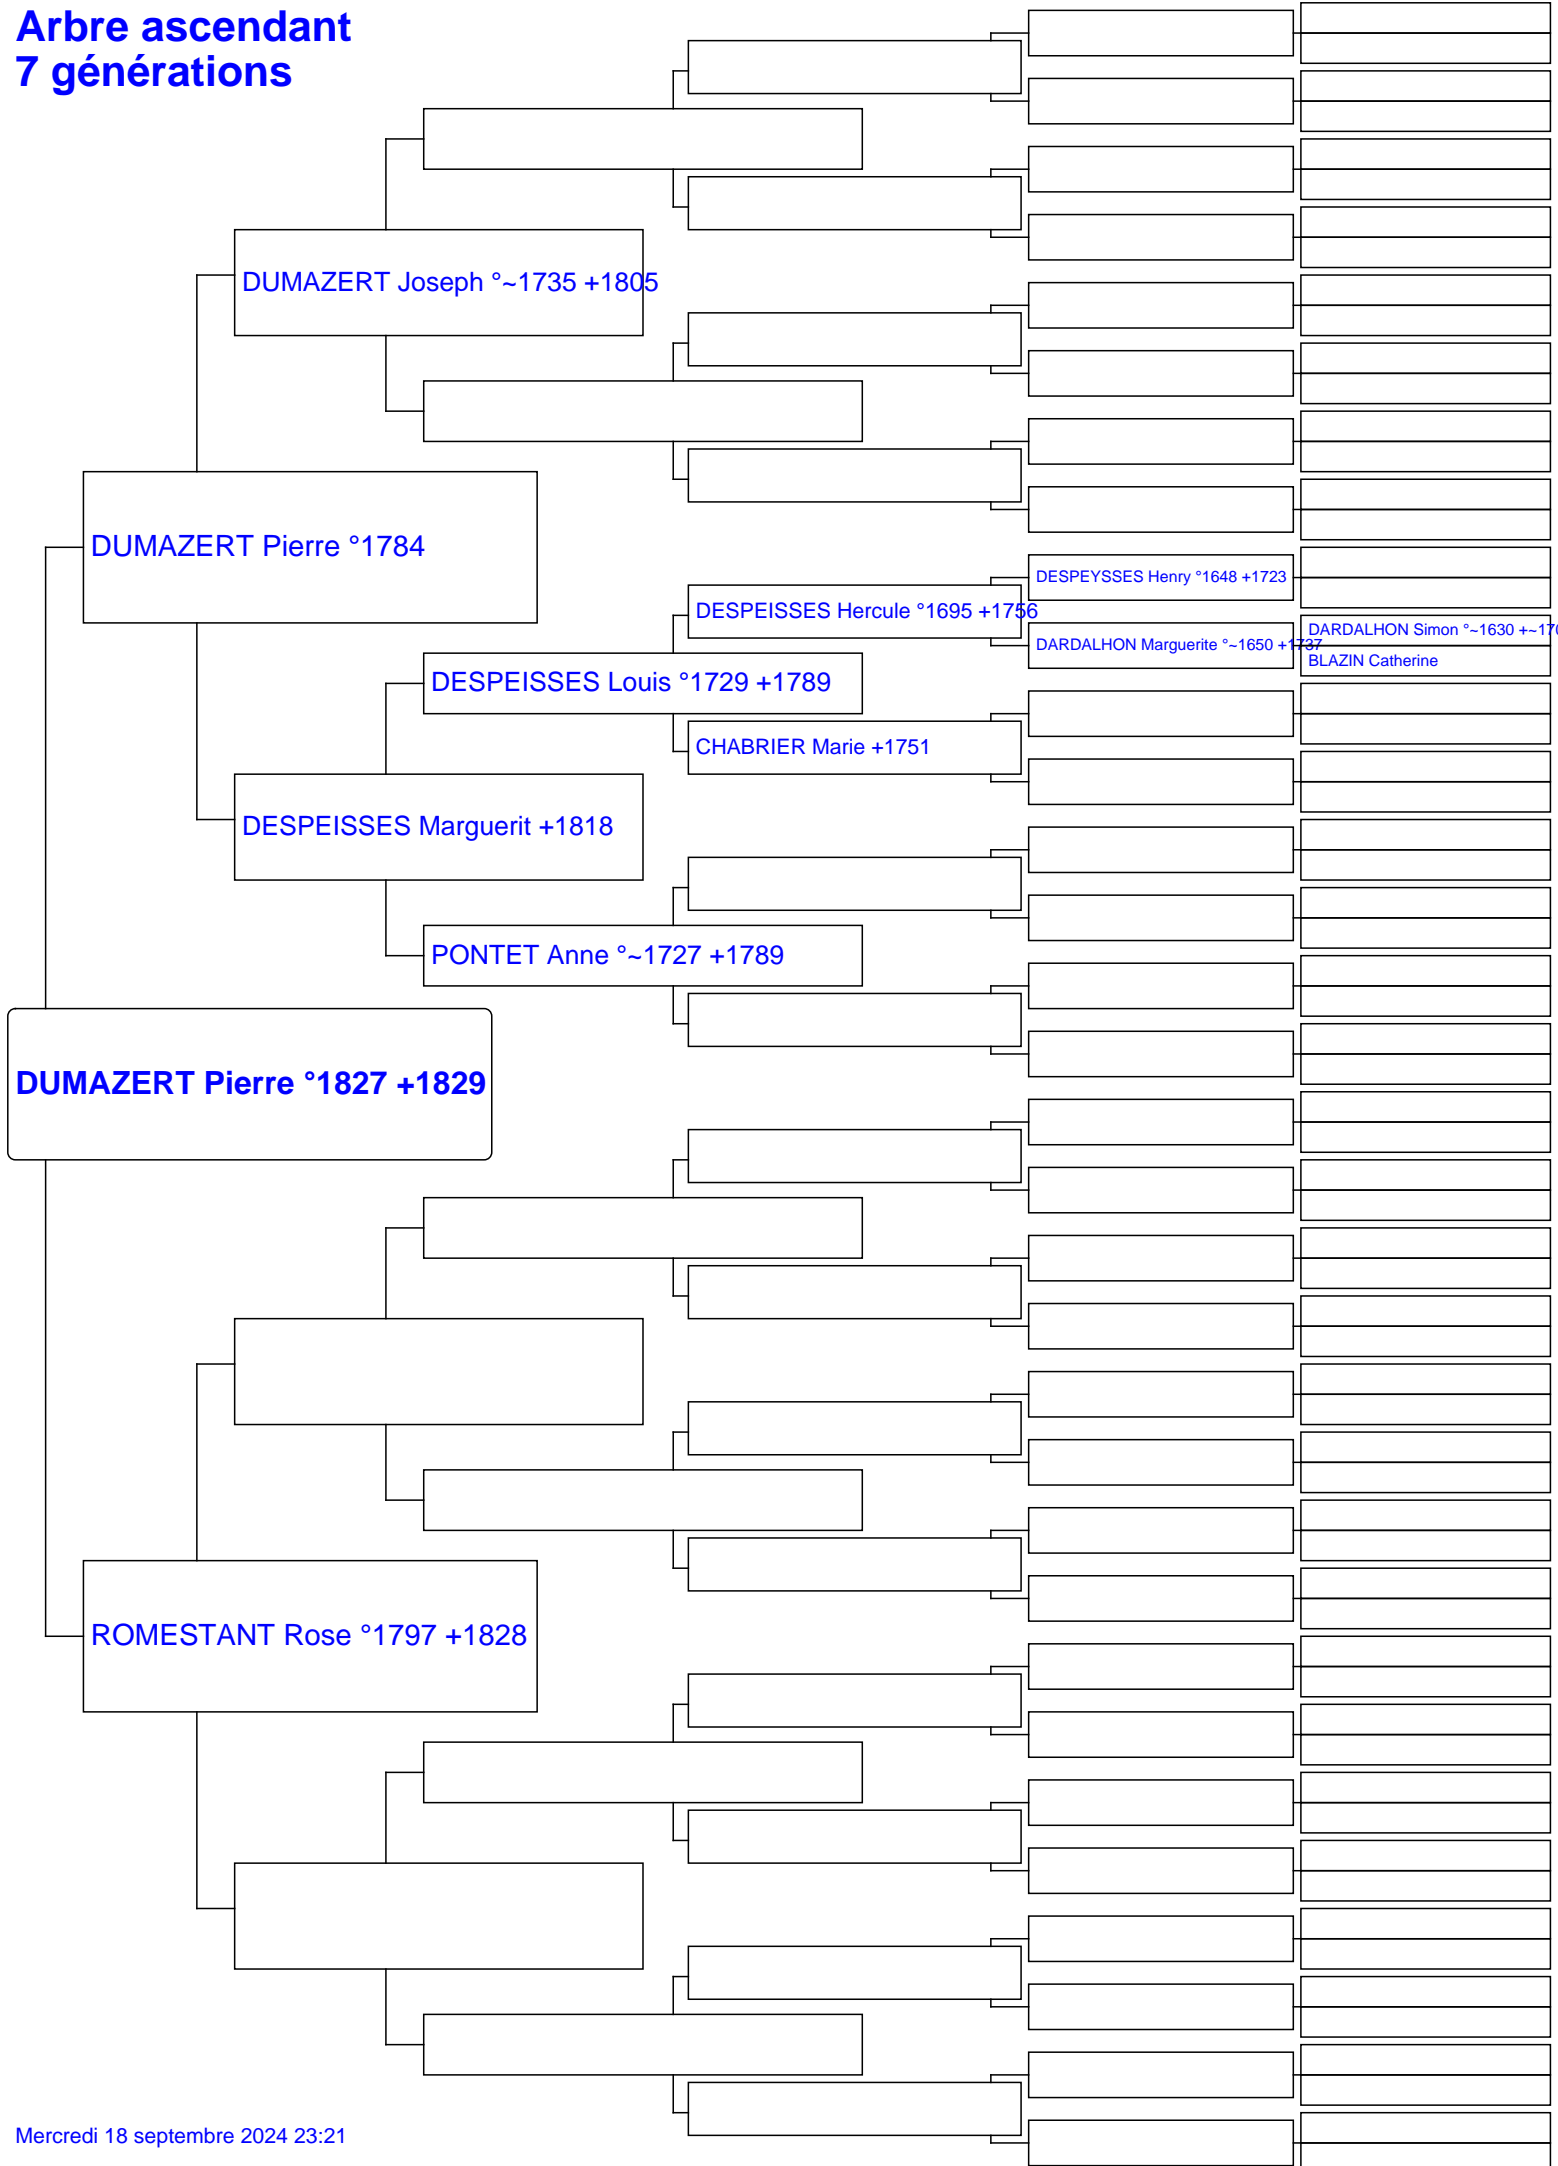 Arbre ascendant
7 générations
DUMAZERT Joseph °~1735 +1805
DUMAZERT Pierre °1784
DESPEYSSES Henry °1648 +1723
DESPEISSES Hercule °1695 +1756
DARDALHON Simon °~1630 +~170
DARDALHON Marguerite °~1650 +1737
BLAZIN Catherine
DESPEISSES Louis °1729 +1789
CHABRIER Marie +1751
DESPEISSES Marguerit +1818
PONTET Anne °~1727 +1789
DUMAZERT Pierre °1827 +1829
ROMESTANT Rose °1797 +1828
Mercredi 18 septembre 2024 23:21